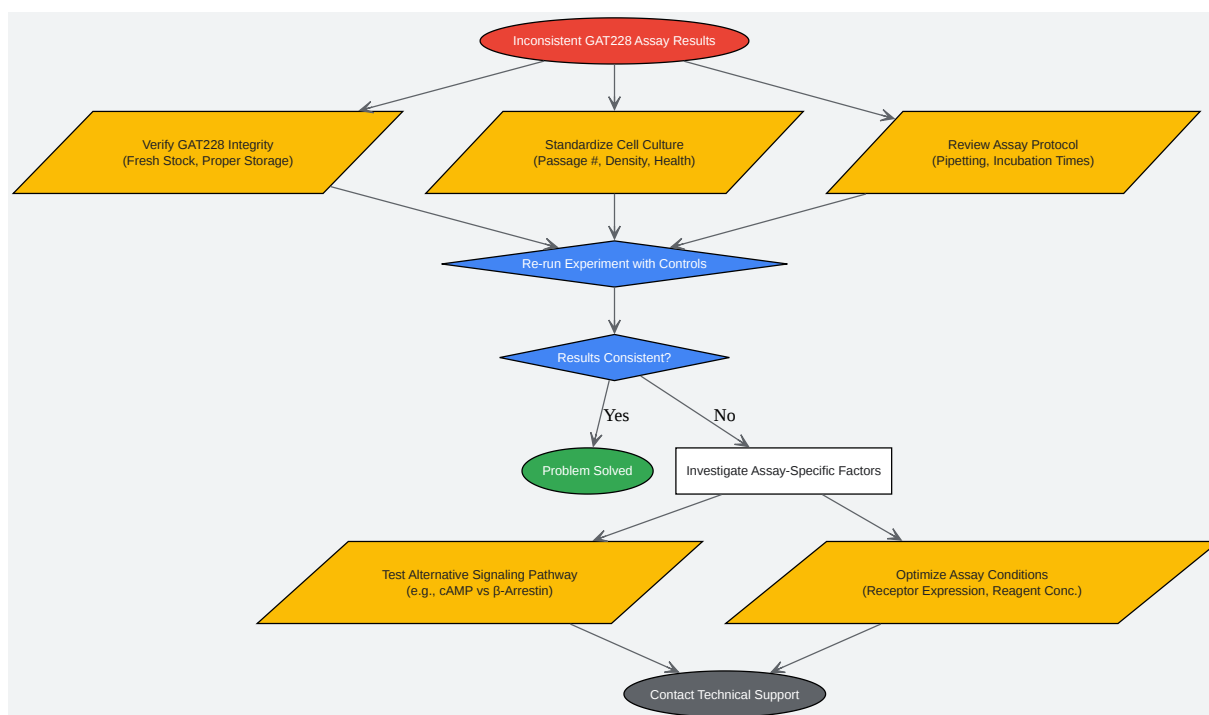 Inconsistent GAT228 Assay Results
Verify GAT228 Integrity
(Fresh Stock, Proper Storage)
Standardize Cell Culture
(Passage #, Density, Health)
Review Assay Protocol
(Pipetting, Incubation Times)
Re-run Experiment with Controls
Results Consistent?
Yes
No
Problem Solved
Investigate Assay-Specific Factors
Test Alternative Signaling Pathway
(e.g., cAMP vs β-Arrestin)
Optimize Assay Conditions
(Receptor Expression, Reagent Conc.)
Contact Technical Support